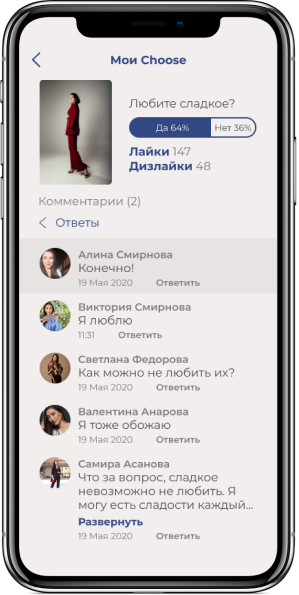 Мои Choose
Любите сладкое?
Да 64% Нет 36%
Лайки 147
Дизлайки 48
Комментарии (2)
Ответы
Алина Смирнова
Конечно!
19 Мая 2020 Ответить
Виктория Смирнова
Я люблю
11:31 Ответить
Светлана Федорова
Как можно не любить их?
19 Мая 2020 Ответить
Валентина Анарова
Я тоже обожаю
19 Мая 2020 Ответить
Самира Асанова
Что за вопрос, сладкое
невозможно не любить. Я
могу есть сладости каждый...
Развернуть
19 Мая 2020 Ответить